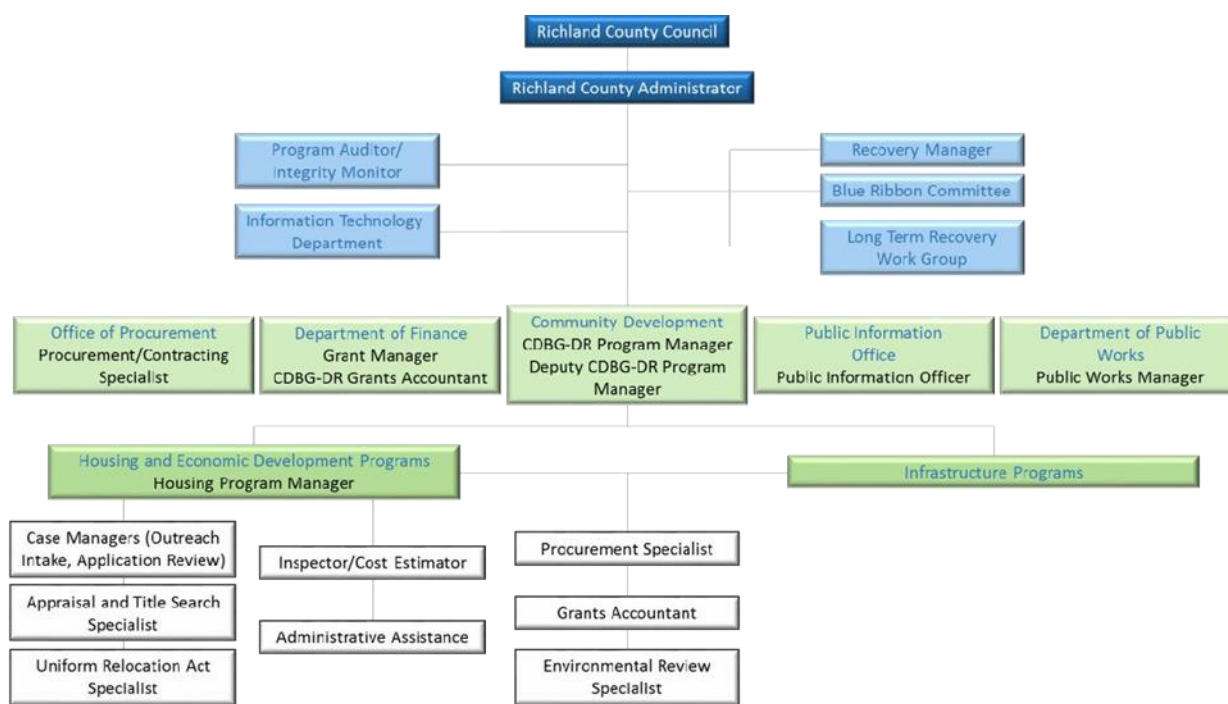 Richland County Council
Richland County Administrator
Program Auditor/
Integrity Monitor
Recovery Manager
Blue Ribbon Committee
Information Technology
Department
Long Term Recovery
Work Group
Office of Procurement
Procurement/Contracting
Specialist
Department of Finance
Grant Manager
CDBG-DR Grants Accountant
Community Development
CDBG-DR Program Manager
Deputy CDBG-DR Program
Manager
Public Information
Office
Public Information Officer
Department of Public
Works
Public Works Manager
Housing and Economic Development Programs
Housing Program Manager
Infrastructure Programs
Case Managers (Outreach
Intake, Application Review)
Appraisal and Title Search
Specialist
Uniform Relocation Act
Specialist
Inspector/Cost Estimator
Administrative Assistance
Procurement Specialist
Grants Accountant
Environmental Review
Specialist